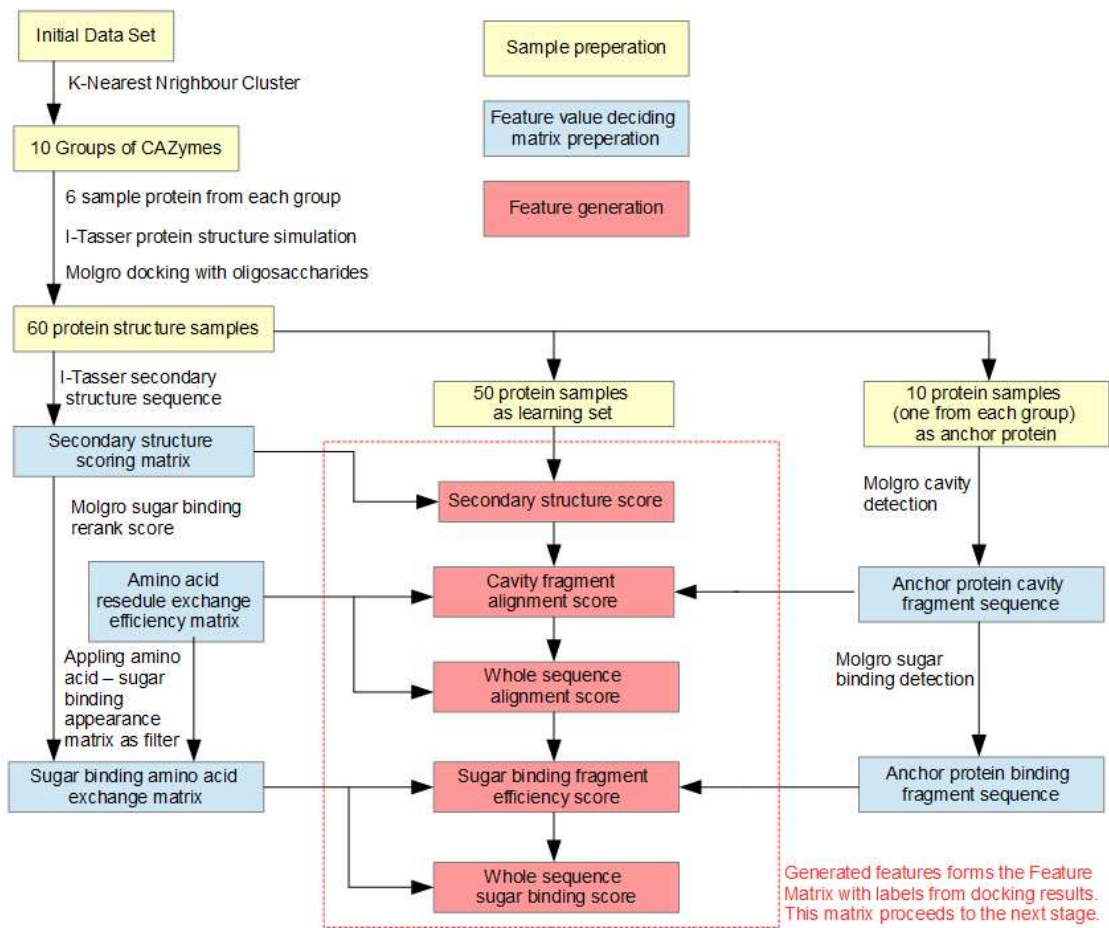 Initial Data Set
K-Nearest Nrighbour Cluster
10 Groups of CAZymes
6 sample protein from each group
I-Tasser protein structure simulation
Molgro docking with oligosaccharides
60 protein structure samples
Sample preperation
Feature value deciding
matrix preperation
Feature generation
I-Tasser secondary
structure sequence
50 protein samples
as learning set
10 protein samples
(one from each group)
as anchor protein
Secondary structure
scoring matrix
Molgro sugar binding
rerank score
Secondary structure score
Molgro cavity
detection
Amino acid
resedule exchange
efficiency matrix
Cavity fragment
alignment score
Anchor protein cavity
fragment sequence
Appling amino
acid – sugar
binding
appearance
matrix as filter
Whole sequence
alignment score
Molgro sugar
binding detection
Sugar binding amino acid
exchange matrix
Sugar binding fragment
efficiency score
Anchor protein binding
fragment sequence
Whole sequence
sugar binding score
Generated features forms the Feature
Matrix with labels from docking results.
This matrix proceeds to the next stage.